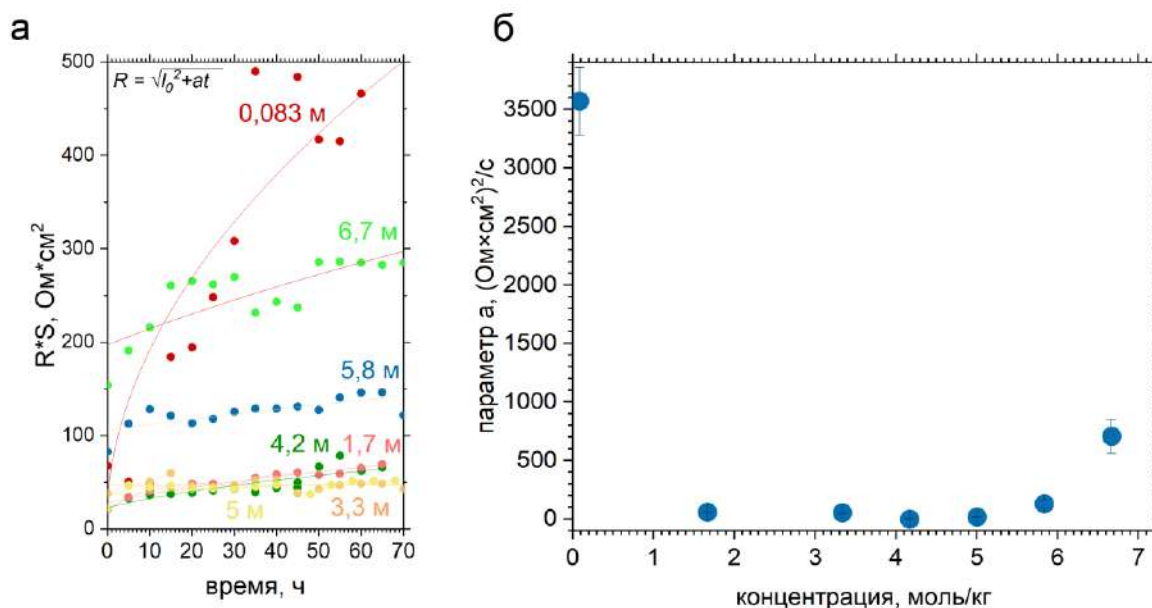 а
R = √l₀²+at
0,083 м
6,7 м
5,8 м
4,2 м
1,7 м
5 м
3,3 м
R*S, Ом*см²
0
100
200
300
400
500
0
10
20
30
40
50
60
70
время, ч
б
параметр а, (Ом×см²)²/с
3500
3000
2500
2000
1500
1000
500
0
0
1
2
3
4
5
6
7
концентрация, моль/кг